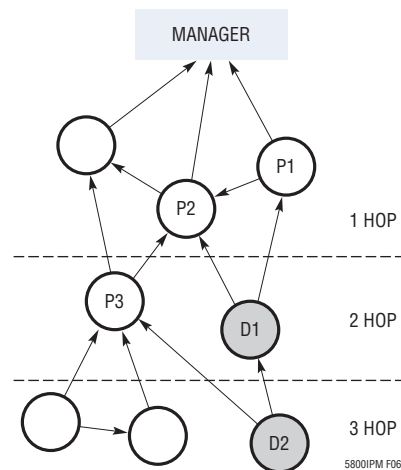 MANAGER
P1
P2
1 HOP
P3
D1
2 HOP
D2
3 HOP
5800IPM F06